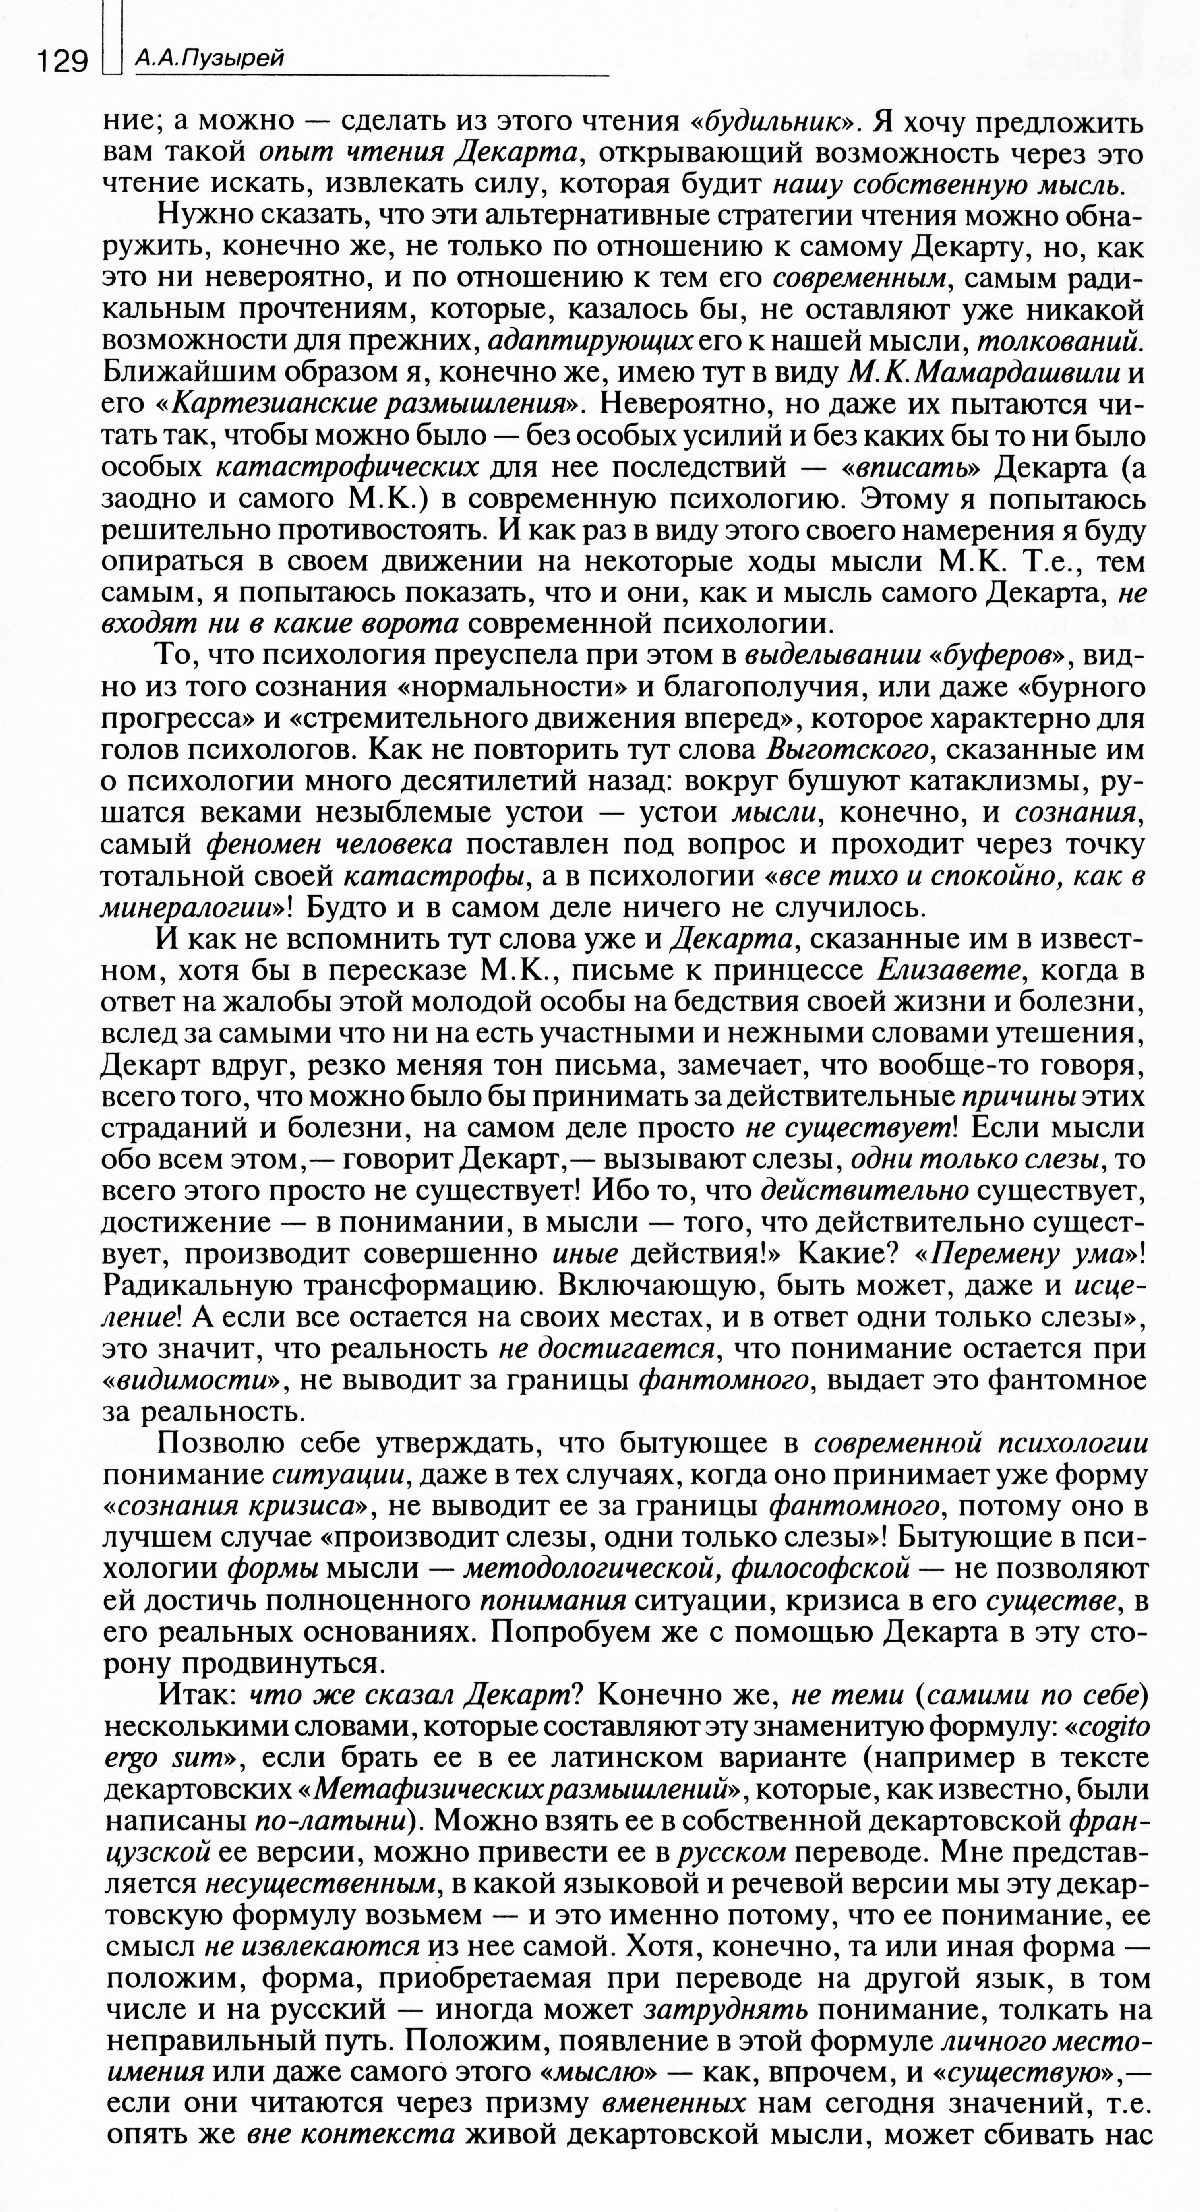 129
А.А.Пузырей
ние; а можно — сделать из этого чтения «будильник». Я хочу предложить
вам такой опыт чтения Декарта, открывающий возможность через это
чтение искать, извлекать силу, которая будит нашу собственную мысль.
Нужно сказать, что эти альтернативные стратегии чтения можно обна-
ружить, конечно же, не только по отношению к самому Декарту, но, как
это ни невероятно, и по отношению к тем его современным, самым ради-
кальным прочтениям, которые, казалось бы, не оставляют уже никакой
возможности для прежних, адаптирующих его к нашей мысли, толкований.
Ближайшим образом я, конечно же, имею тут в виду М.К.Мамардашвили и
его «Картезианские размышления». Невероятно, но даже их пытаются чи-
тать так, чтобы можно было — без особых усилий и без каких бы то ни было
особых катастрофических для нее последствий — «вписать» Декарта (а
заодно и самого М.К.) в современную психологию. Этому я попытаюсь
решительно противостоять. И как раз в виду этого своего намерения я буду
опираться в своем движении на некоторые ходы мысли М.К. Т.е., тем
самым, я попытаюсь показать, что и они, как и мысль самого Декарта, не
входят ни в какие ворота современной психологии.
То, что психология преуспела при этом в выделывании «буферов», вид-
но из того сознания «нормальности» и благополучия, или даже «бурного
прогресса» и «стремительного движения вперед», которое характерно для
голов психологов. Как не повторить тут слова Выготского, сказанные им
о психологии много десятилетий назад: вокруг бушуют катаклизмы, ру-
шатся веками незыблемые устои — устои мысли, конечно, и сознания,
самый феномен человека поставлен под вопрос и проходит через точку
тотальной своей катастрофы, а в психологии «все тихо и спокойно, как в
минералогии»! Будто и в самом деле ничего не случилось.
И как не вспомнить тут слова уже и Декарта, сказанные им в извест-
ном, хотя бы в пересказе М.К., письме к принцессе Елизавете, когда в
ответ на жалобы этой молодой особы на бедствия своей жизни и болезни,
вслед за самыми что ни на есть участными и нежными словами утешения,
Декарт вдруг, резко меняя тон письма, замечает, что вообще-то говоря,
всего того, что можно было бы принимать за действительные причины этих
страданий и болезни, на самом деле просто не существует! Если мысли
обо всем этом,— говорит Декарт,— вызывают слезы, одни только слезы, то
всего этого просто не существует! Ибо то, что действительно существует,
достижение — в понимании, в мысли — того, что действительно сущест-
вует, производит совершенно иные действия!» Какие? «Перемену ума»!
Радикальную трансформацию. Включающую, быть может, даже и исце-
ление! А если все остается на своих местах, и в ответ одни только слезы»,
это значит, что реальность не достигается, что понимание остается при
«видимости», не выводит за границы фантомного, выдает это фантомное
за реальность.
Позволю себе утверждать, что бытующее в современной психологии
понимание ситуации, даже в тех случаях, когда оно принимает уже форму
«сознания кризиса», не выводит ее за границы фантомного, потому оно в
лучшем случае «производит слезы, одни только слезы»! Бытующие в пси-
хологии формы мысли — методологической, философской — не позволяют
ей достичь полноценного понимания ситуации, кризиса в его существе, в
его реальных основаниях. Попробуем же с помощью Декарта в эту сто-
рону продвинуться.
Итак: что же сказал Декарт? Конечно же, не теми (самими по себе)
несколькими словами, которые составляют эту знаменитую формулу: «cogito
ergo sum», если брать ее в ее латинском варианте (например в тексте
декартовских «Метафизических размышлений», которые, как известно, были
написаны по-латыни). Можно взять ее в собственной декартовской фран-
цузской ее версии, можно привести ее в русском переводе. Мне представ-
ляется несущественным, в какой языковой и речевой версии мы эту декар-
товскую формулу возьмем — и это именно потому, что ее понимание, ее
смысл не извлекаются из нее самой. Хотя, конечно, та или иная форма —
положим, форма, приобретаемая при переводе на другой язык, в том
числе и на русский — иногда может затруднять понимание, толкать на
неправильный путь. Положим, появление в этой формуле личного место-
имения или даже самого этого «мыслю» — как, впрочем, и «существую»,—
если они читаются через призму вмененных нам сегодня значений, т.е.
опять же вне контекста живой декартовской мысли, может сбивать нас